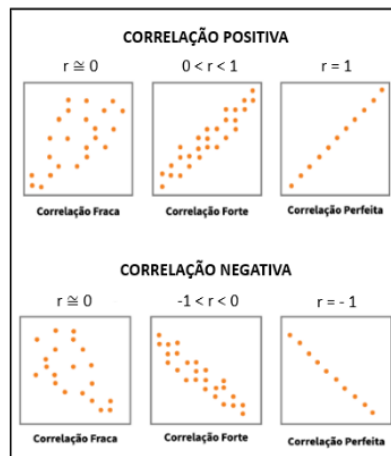 CORRELAÇÃO POSITIVA
r ≅ 0 0 < r < 1 r = 1
Correlação Fraca Correlação Forte Correlação Perfeita
CORRELAÇÃO NEGATIVA
r ≅ 0 -1 < r < 0 r = - 1
Correlação Fraca Correlação Forte Correlação Perfeita